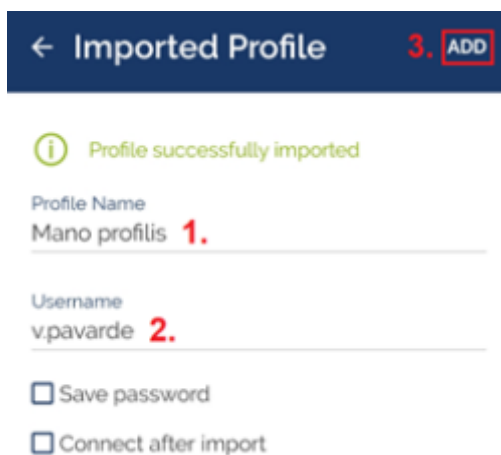 ← Imported Profile 3. ADD
Profile successfully imported
Profile Name
Mano profilis 1.
Username
v.pavarde 2.
Save password
Connect after import